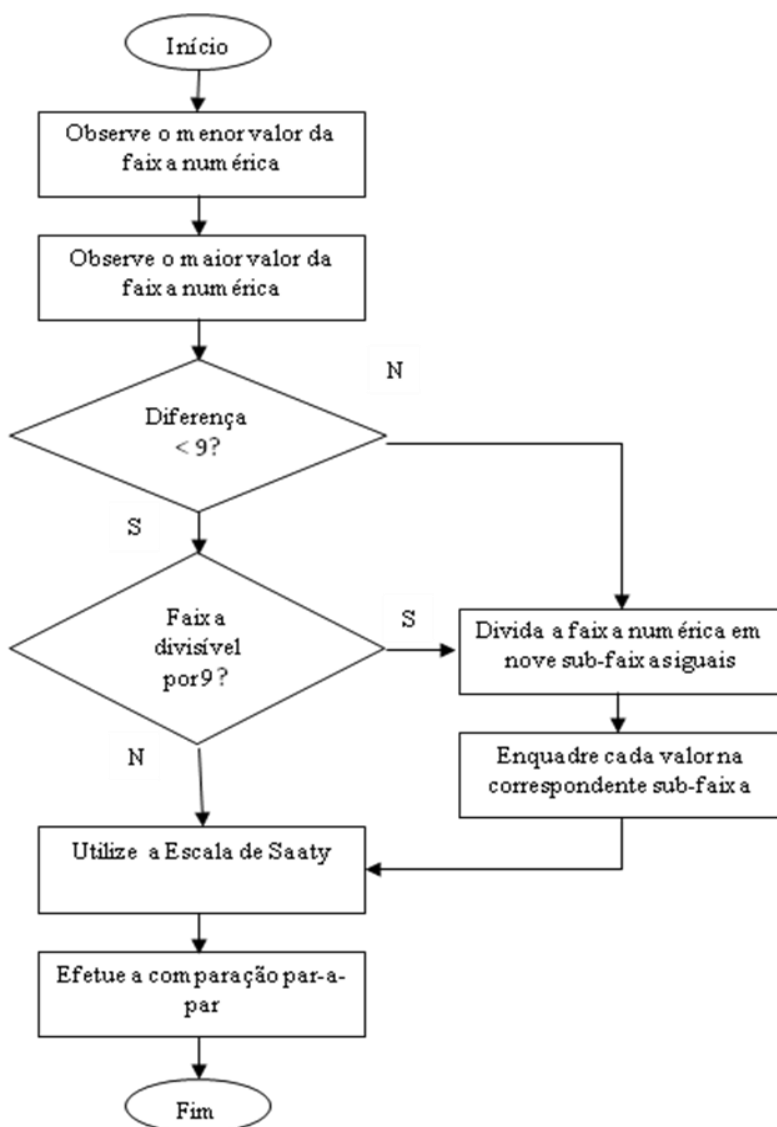 Início
Observe o menor valor da
faixa numérica
Observe o maior valor da
faixa numérica
N
Diferença
< 9?
S
Faixa
divisível
por 9?
S
Divida a faixa numérica em
nove sub-faixas iguais
N
Enquadre cada valor na
correspondente sub-faixa
Utilize a Escala de Saaty
Efetue a comparação par-a-
par
Fim